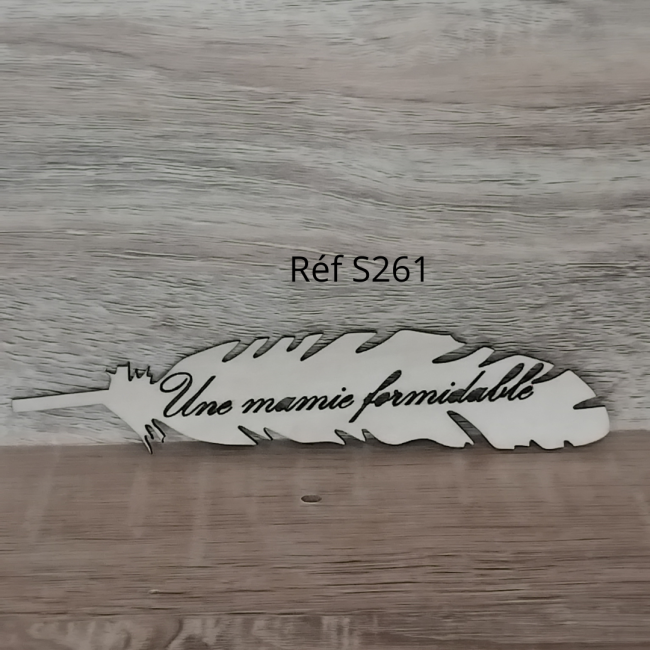 Réf S261
Une mamie formidable